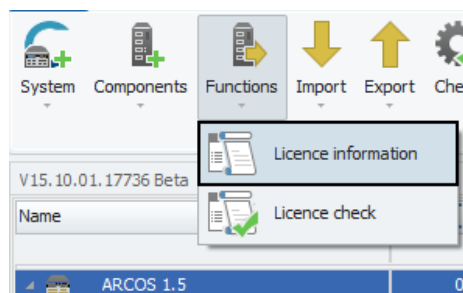 System Components Functions Import Export Che
Licence information
V15.10.01.17736 Beta
Name
Licence check
ARCOS 1.5 0